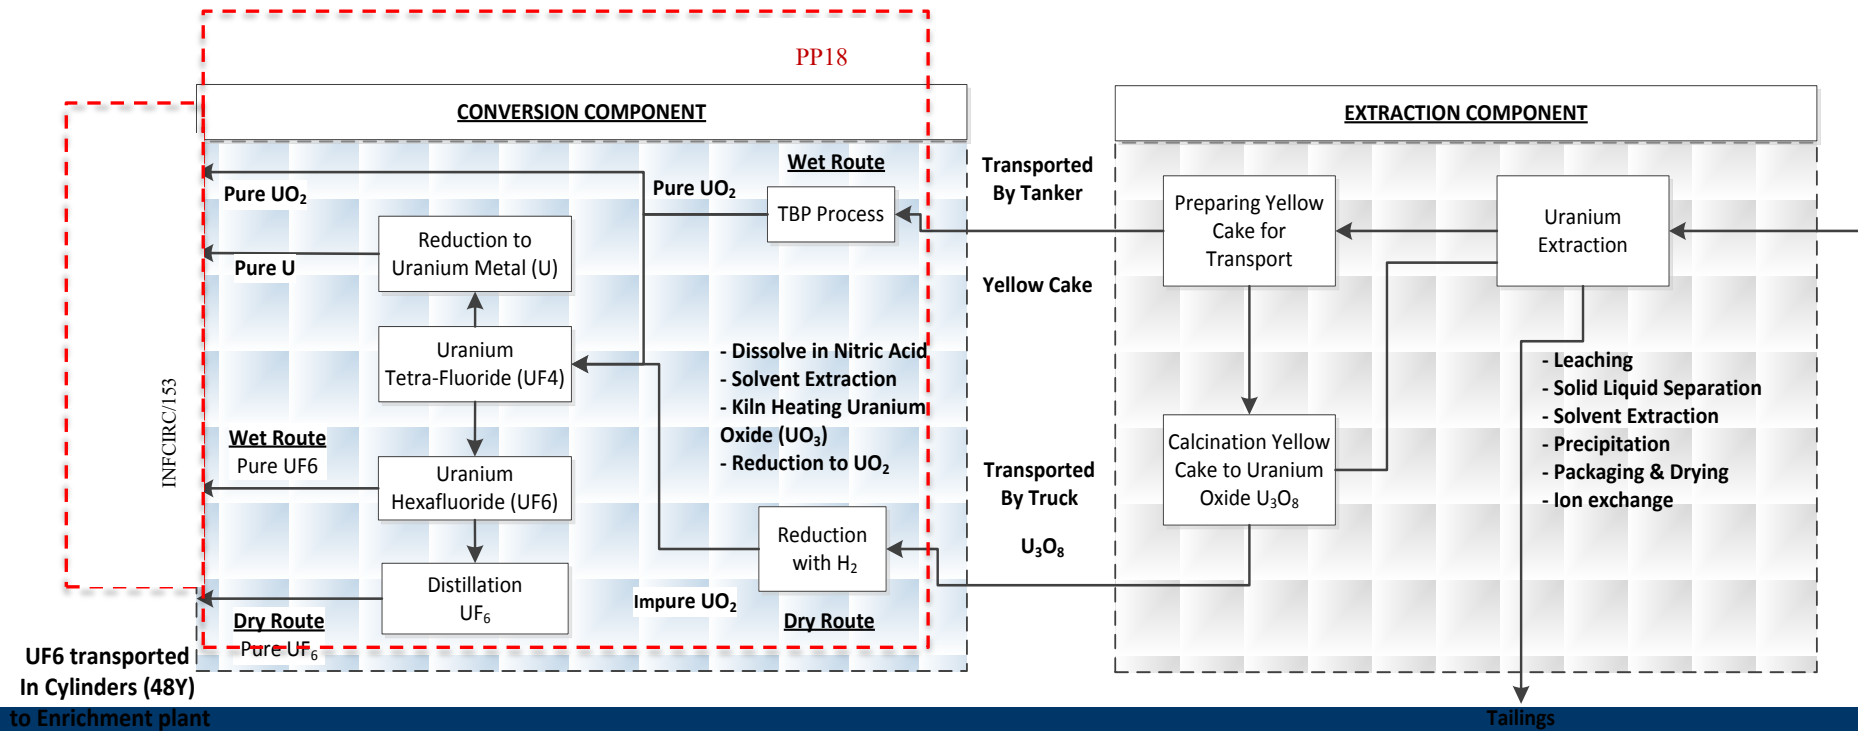 PP18
CONVERSION COMPONENT
EXTRACTION COMPONENT
Wet Route
Pure UO₂
Pure UO₂
TBP Process
Reduction to
Uranium Metal (U)
Pure U
Uranium
Tetra-Fluoride (UF4)
- Dissolve in Nitric Acid
- Solvent Extraction
- Kiln Heating Uranium
Oxide (UO₃)
- Reduction to UO₂
INFCIRC/153
Wet Route
Pure UF6
Uranium
Hexafluoride (UF6)
Reduction
with H₂
Distillation
UF₆
Impure UO₂
Dry Route
Dry Route
Pure UF₆
UF6 transported
In Cylinders (48Y)
to Enrichment plant
Transported
By Tanker
Yellow Cake
Transported
By Truck
U₃O₈
Preparing Yellow
Cake for
Transport
Uranium
Extraction
Calcination Yellow
Cake to Uranium
Oxide U₃O₈
- Leaching
- Solid Liquid Separation
- Solvent Extraction
- Precipitation
- Packaging & Drying
- Ion exchange
Tailings